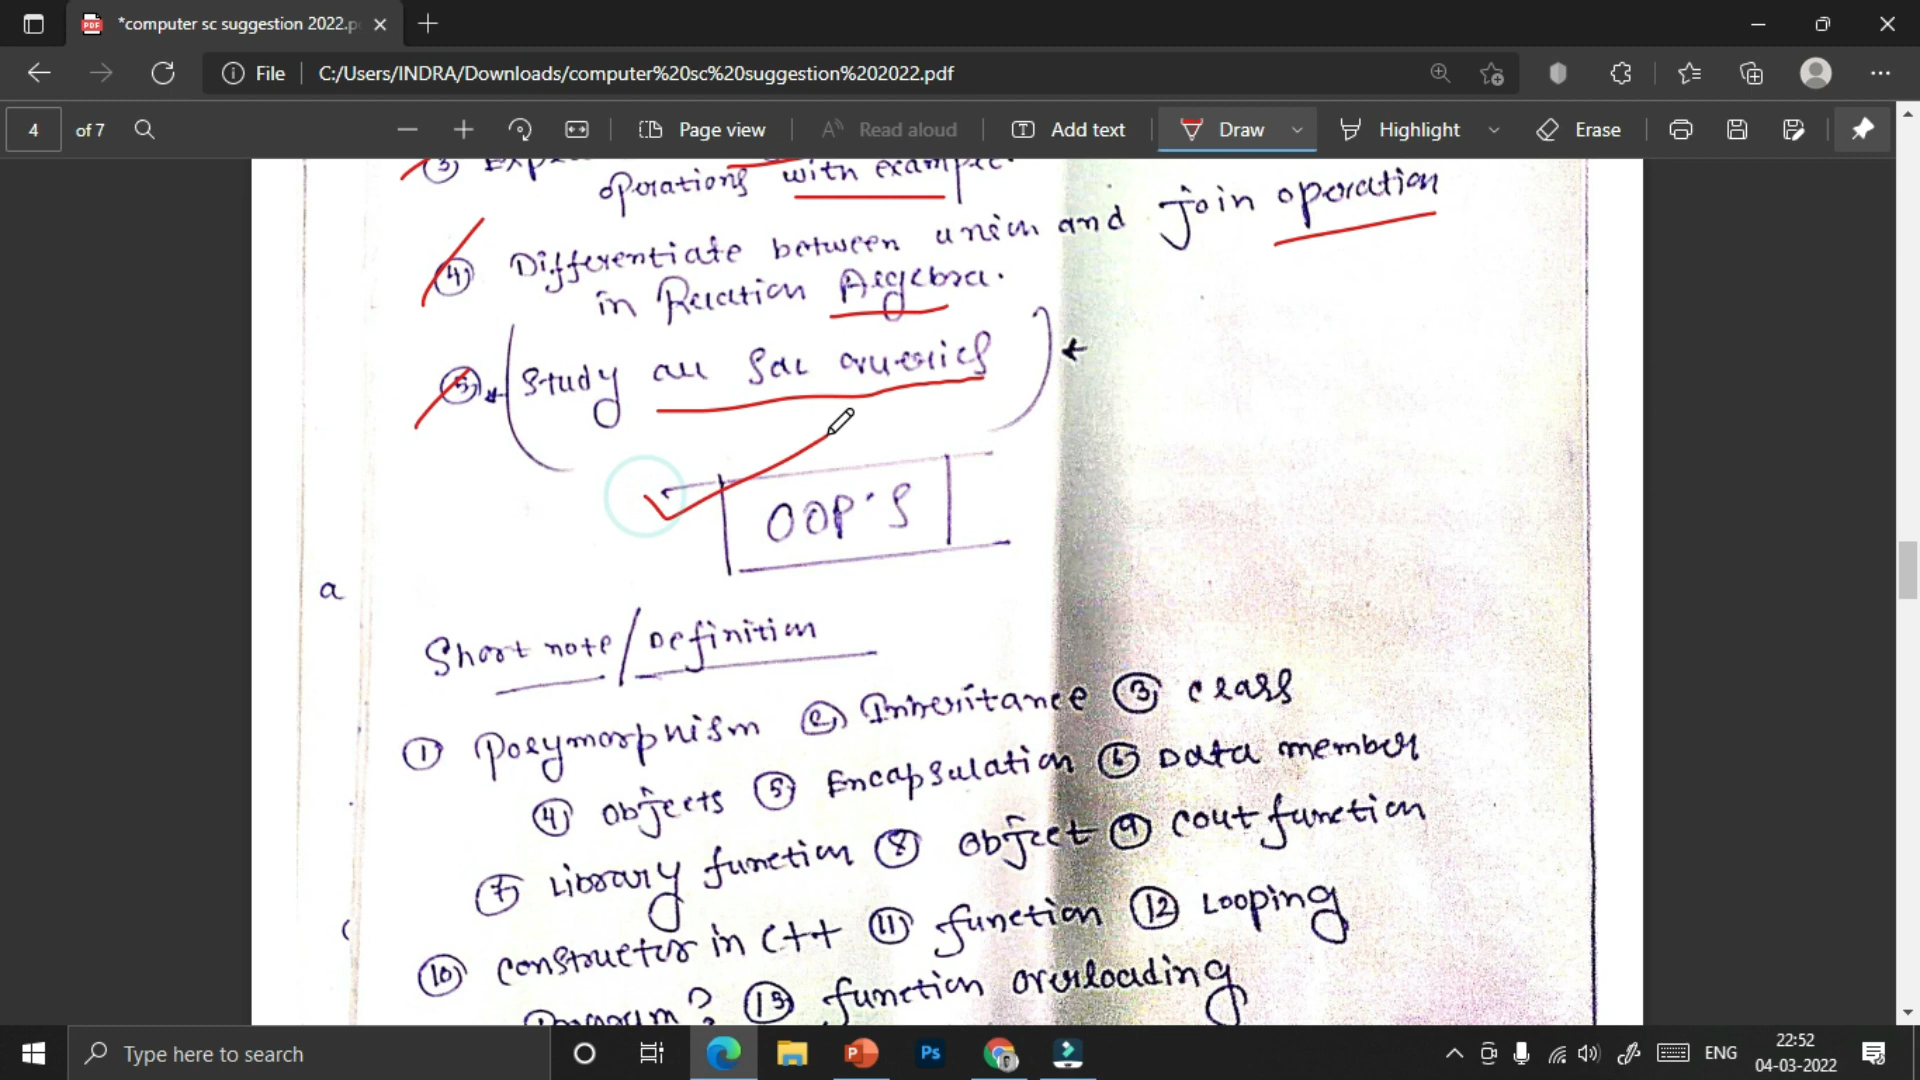 *computer sc suggestion 2022.p
File C:/Users/INDRA/Downloads/computer%20sc%20suggestion%202022.pdf
4 of 7 Page view Read aloud Add text Draw Highlight Erase
③
operations with example.
④ Differentiate between union and join operation
in Relation Algebra.
⑤ * (Study all SQL Queries)
OOP'S
a
Short note/Definition
① Polymorphism ② Inheritance ③ class
④ objects ⑤ Encapsulation ⑥ Data member
⑦ Library function ⑧ object ⑨ cout function
⑩ constructor in C++ ⑪ function ⑫ Looping
Program? ⑬ function overloading
Type here to search
ENG
22:52
04-03-2022